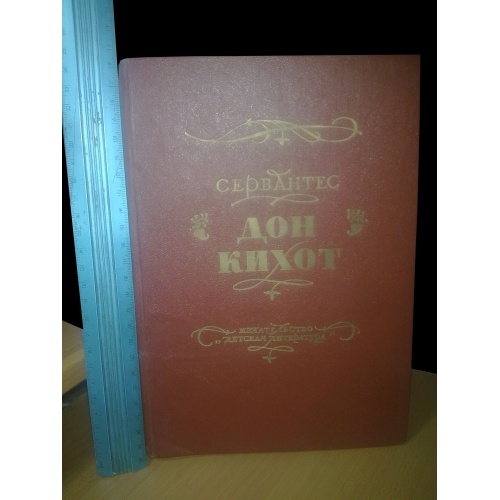 СЕРВАНТЕС
ДОН
КИХОТ
ИЗДАТЕЛЬСТВО
„ДЕТСКАЯ ЛИТЕРАТУРА"